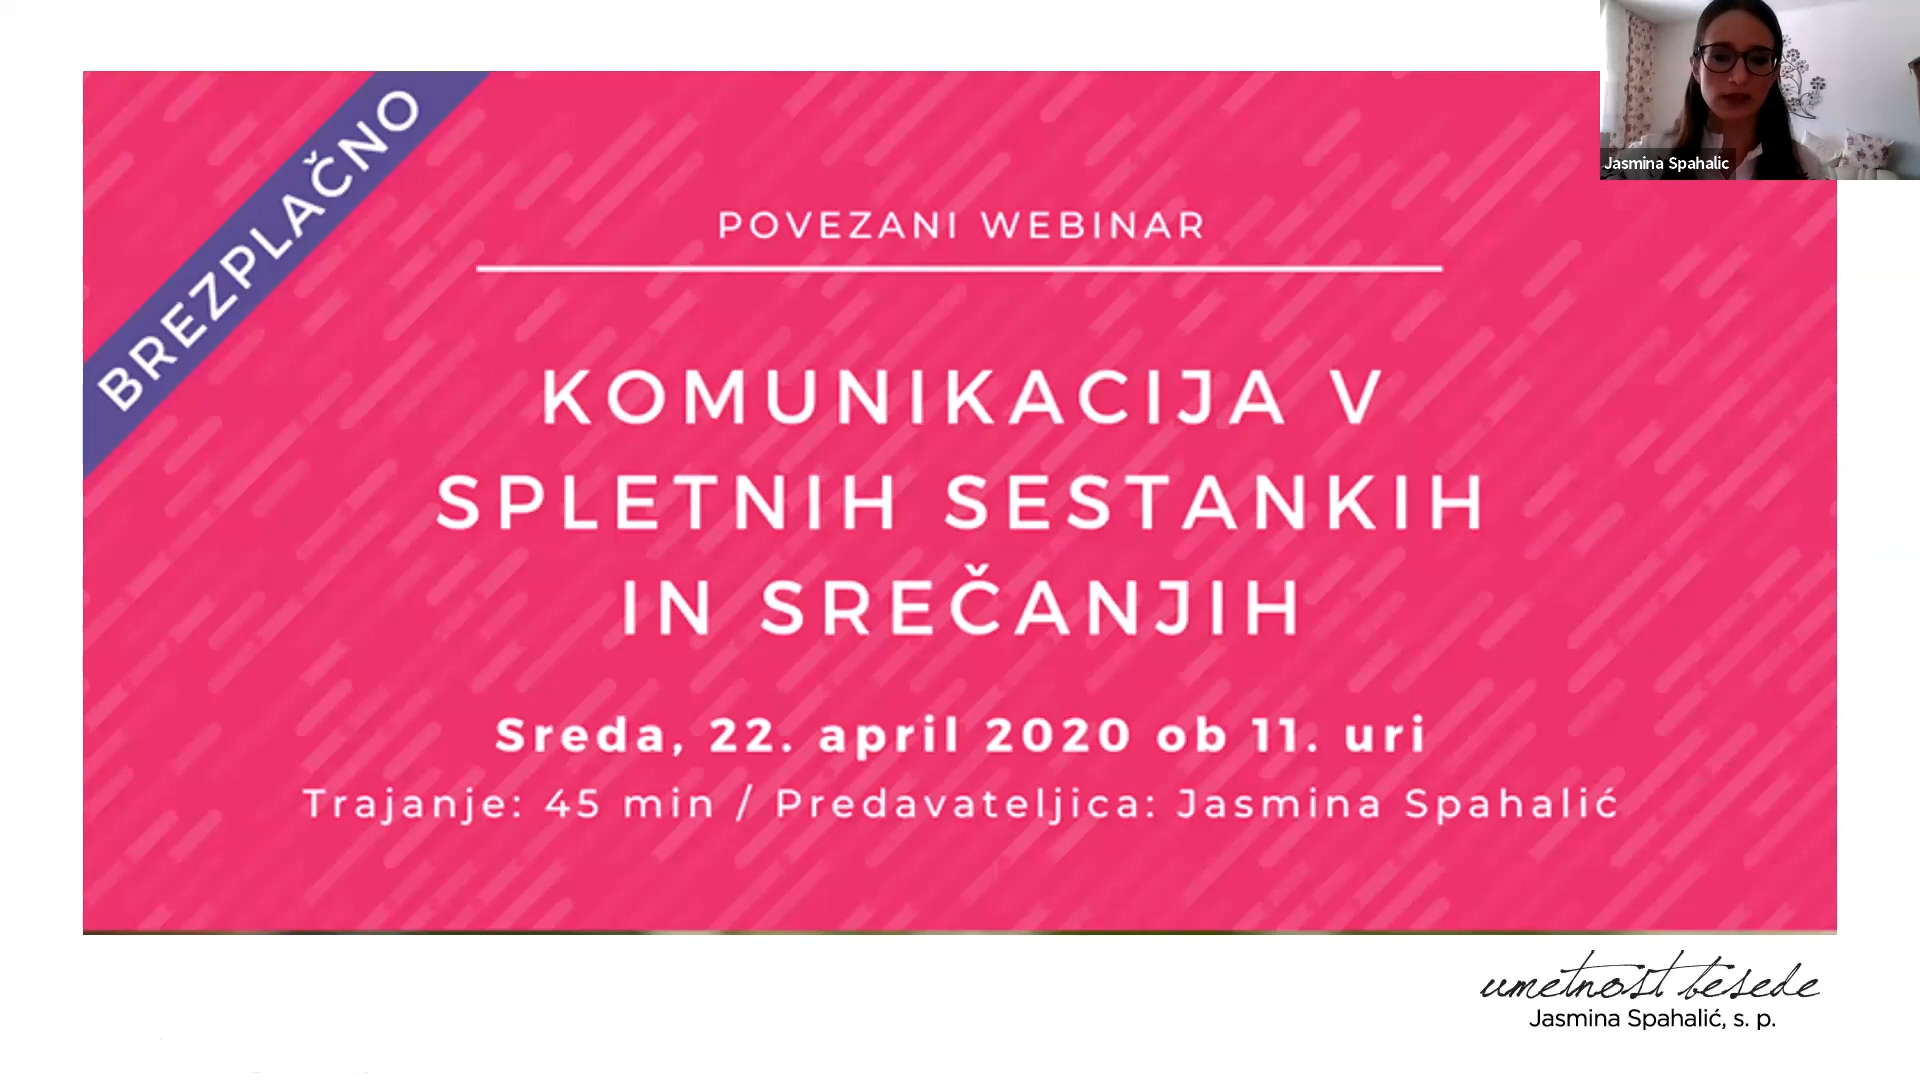 Jasmina Spahalic
BREZPLAČNO
POVEZANI WEBINAR
KOMUNIKACIJA V
SPLETNIH SESTANKIH
IN SREČANJIH
Sreda, 22. april 2020 ob 11. uri
Trajanje: 45 min / Predavateljica: Jasmina Spahalić
umetnost besede
Jasmina Spahalić, s. p.